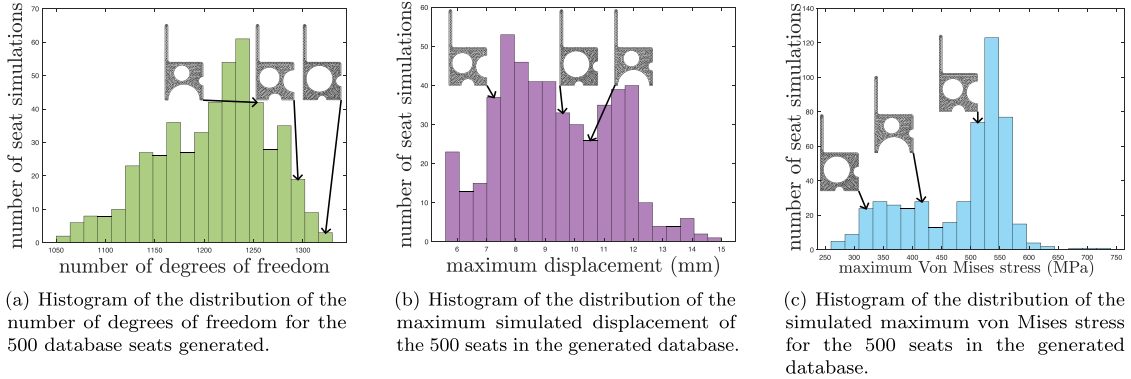 number of seat simulations
70
60
50
40
30
20
10
0
1050 1100 1150 1200 1250 1300
number of degrees of freedom
(a) Histogram of the distribution of the
number of degrees of freedom for the
500 database seats generated.
number of seat simulations
60
50
40
30
20
10
0
6 7 8 9 10 11 12 13 14 15
maximum displacement (mm)
(b) Histogram of the distribution of the
maximum simulated displacement of
the 500 seats in the generated database.
number of seat simulations
140
120
100
80
60
40
20
0
250 300 350 400 450 500 550 600 650 700 750
maximum Von Mises stress (MPa)
(c) Histogram of the distribution of the
simulated maximum von Mises stress
for the 500 seats in the generated
database.